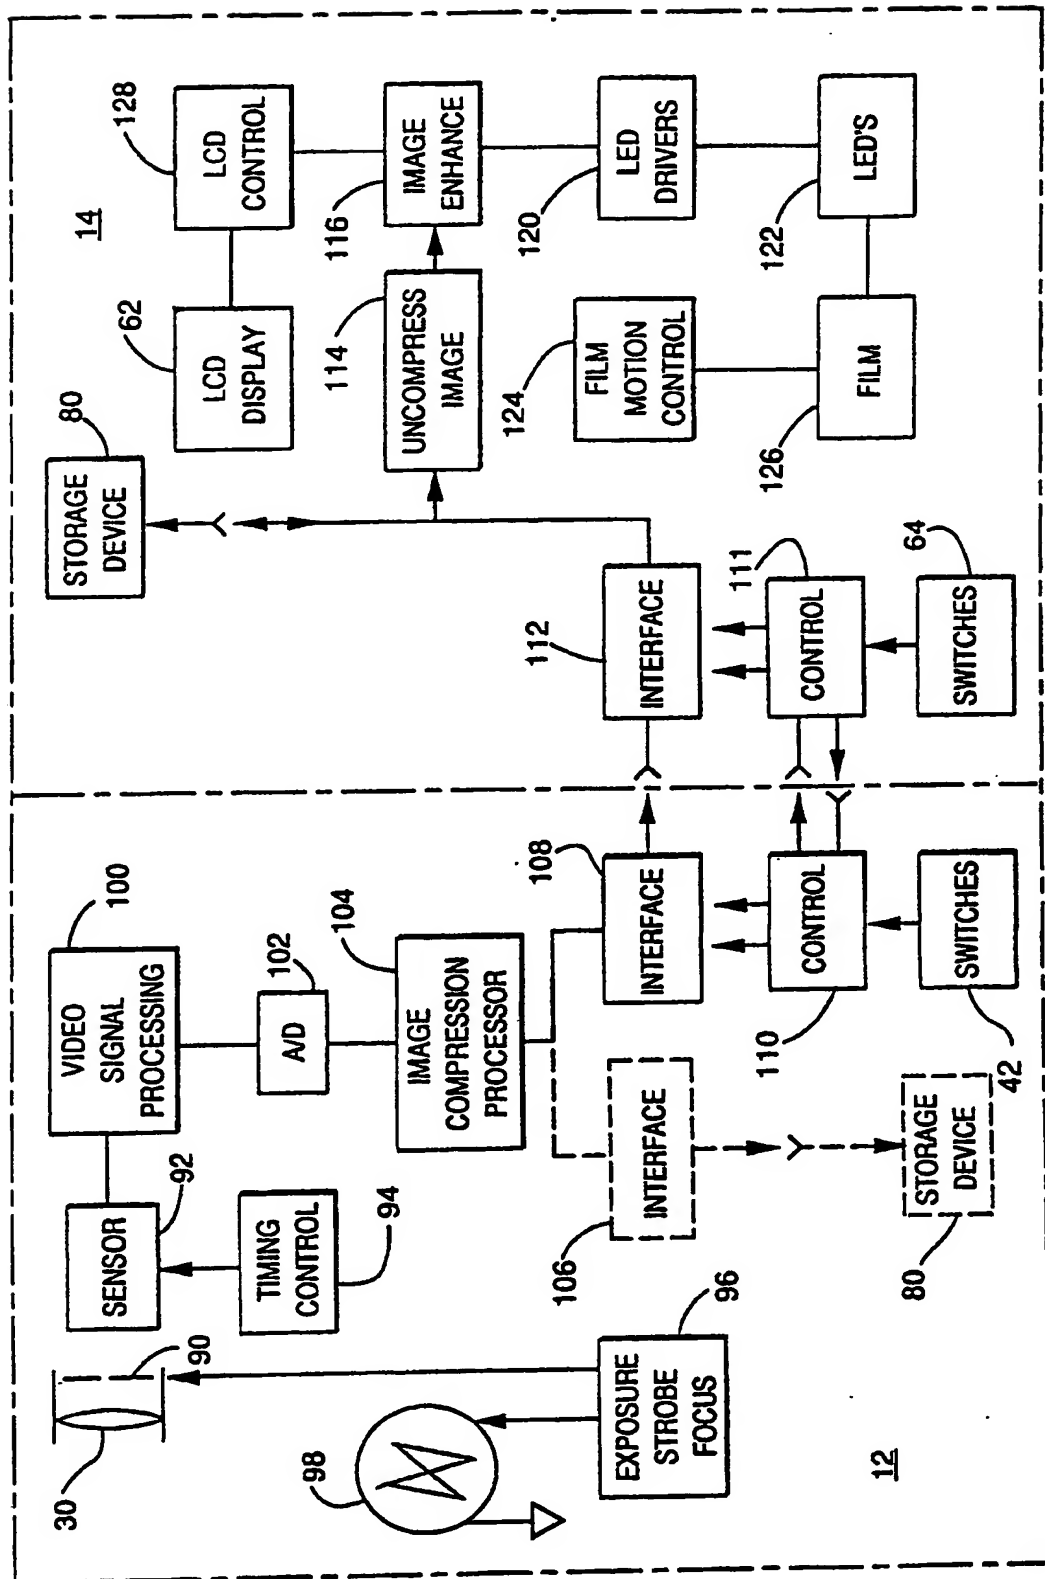 30
90
SENSOR
92
VIDEO
SIGNAL
PROCESSING
100
TIMING
CONTROL
94
A/D
102
IMAGE
COMPRESSION
PROCESSOR
104
98
EXPOSURE
STROBE
FOCUS
96
INTERFACE
106
INTERFACE
108
CONTROL
110
STORAGE
DEVICE
80
SWITCHES
42
12
STORAGE
DEVICE
80
LCD
DISPLAY
62
14
LCD
CONTROL
128
UNCOMPRESS
IMAGE
114
IMAGE
ENHANCE
116
INTERFACE
112
FILM
MOTION
CONTROL
124
LED
DRIVERS
120
CONTROL
111
SWITCHES
64
FILM
126
LED'S
122